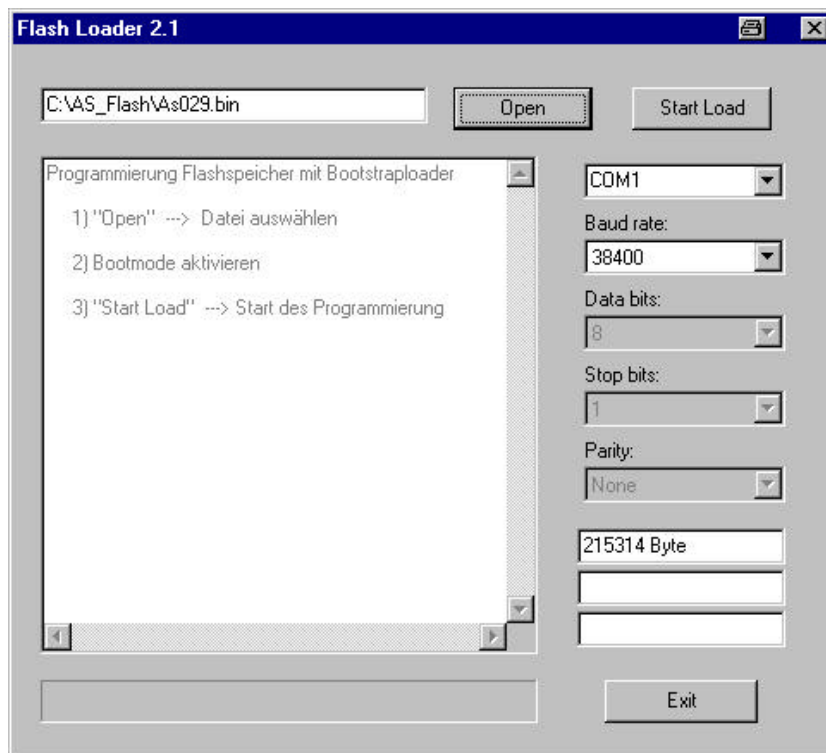 Flash Loader 2.1
C:\AS_Flash\As029.bin
Open
Start Load
Programmierung Flashspeicher mit Bootstraploader
1) "Open" ---> Datei auswählen
2) Bootmode aktivieren
3) "Start Load" ---> Start des Programmierung
COM1
Baud rate:
38400
Data bits:
8
Stop bits:
1
Parity:
None
215314 Byte
Exit